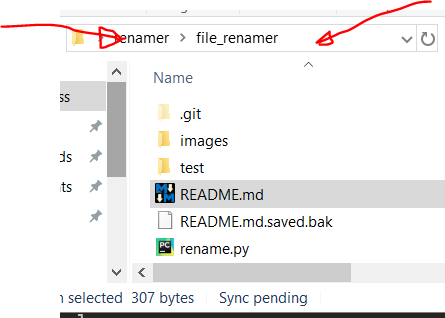 renamer > file_renamer
Name
ss
.git
images
ds
test
ts
README.md
README.md.saved.bak
PC
rename.py
selected 307 bytes Sync pending